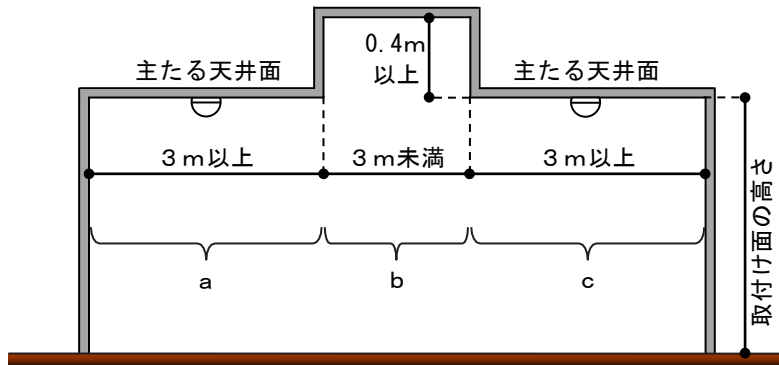 0.4m
以上
主たる天井面
主たる天井面
3m以上
3m未満
3m以上
a
b
c
取付け面の高さ